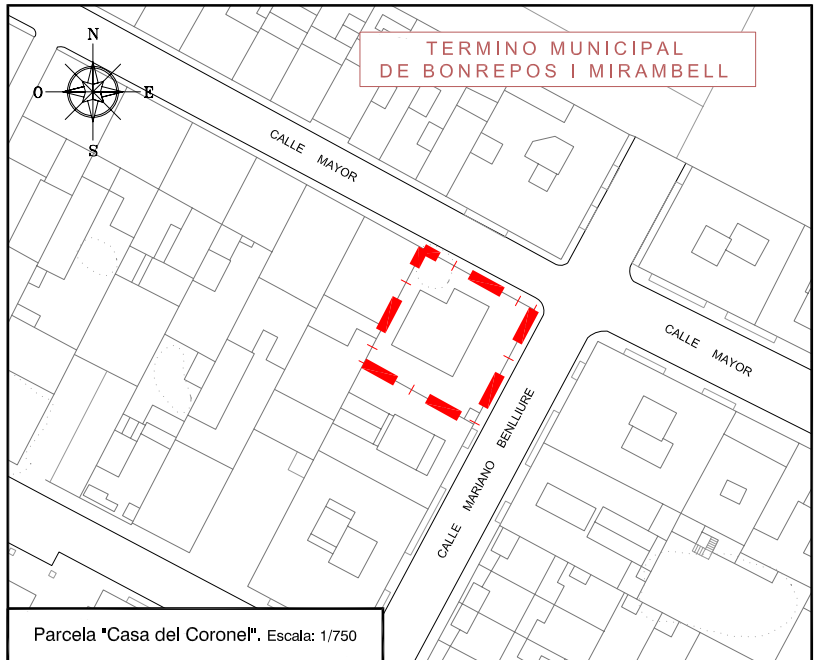 TERMINO MUNICIPAL
DE BONREPOS I MIRAMBELL
N
O
E
S
CALLE MAYOR
CALLE MAYOR
CALLE MARIANO BENLLIURE
Parcela "Casa del Coronel". Escala: 1/750